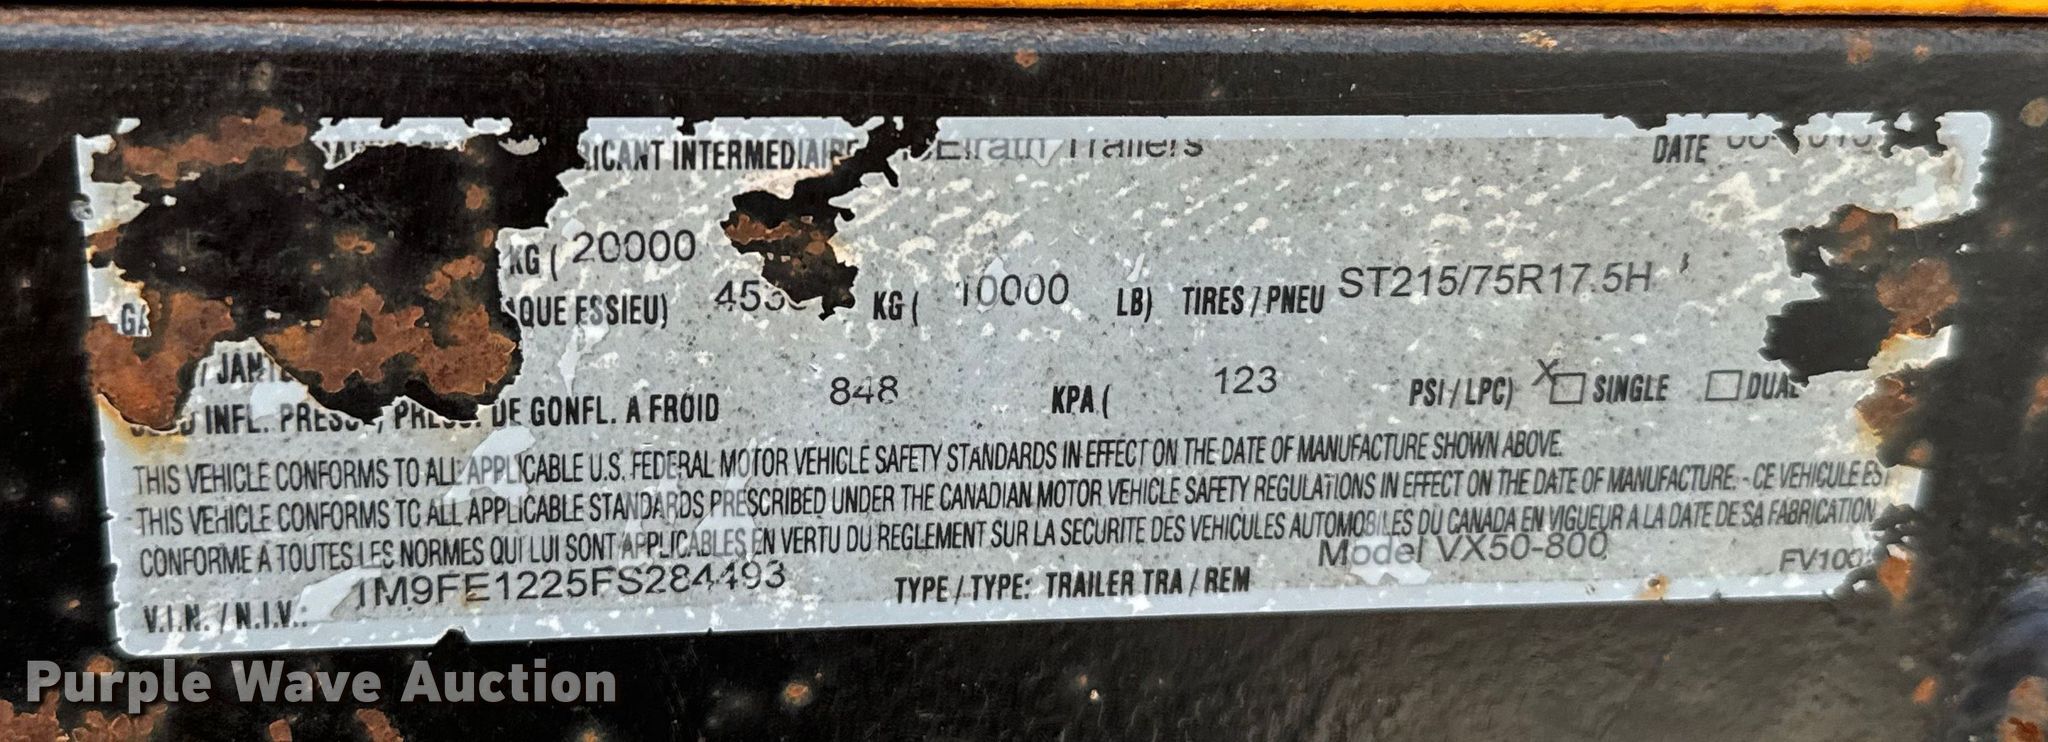 INTERMEDIAIRE Elrath Trailers DATE
KG ( 20000
QUE ESSIEU) KG ( 10000 LB) TIRES / PNEU ST215/75R17.5H
INFL. PRESS. DE GONFL. A FROID 848 KPA ( 123 PSI / LPC) X SINGLE DUAL
THIS VEHICLE CONFORMS TO ALL APPLICABLE U.S. FEDERAL MOTOR VEHICLE SAFETY STANDARDS IN EFFECT ON THE DATE OF MANUFACTURE SHOWN ABOVE.
- THIS VEHICLE CONFORMS TO ALL APPLICABLE STANDARDS PRESCRIBED UNDER THE CANADIAN MOTOR VEHICLE SAFETY REGULATIONS IN EFFECT ON THE DATE OF MANUFACTURE. - CE VEHICULE EST
CONFORME A TOUTES LES NORMES QUI LUI SONT APPLICABLES EN VERTU DU REGLEMENT SUR LA SECURITE DES VEHICULES AUTOMOBILES DU CANADA EN VIGUEUR A LA DATE DE SA FABRICATION
V.I.N. / N.I.V.: 1M9FE1225FS284493 TYPE / TYPE: TRAILER TRA / REM Model VX50-800 FV100
Purple Wave Auction